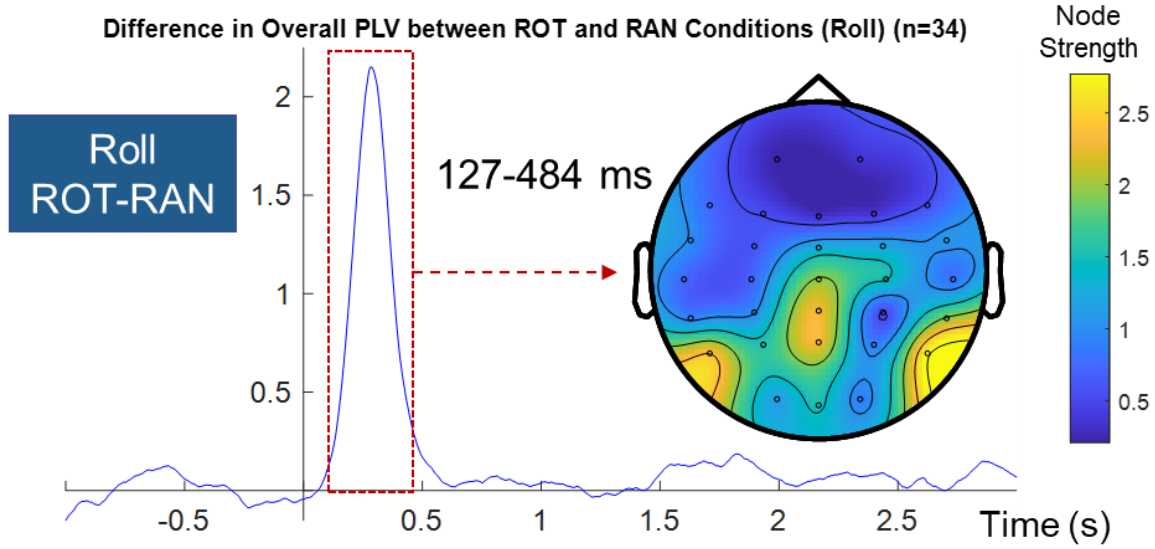 Difference in Overall PLV between ROT and RAN Conditions (Roll) (n=34)
Node
Strength
Roll
ROT-RAN
127-484 ms
2
1.5
1
0.5
-0.5
0.5
1
1.5
2
2.5
Time (s)
2.5
2
1.5
1
0.5